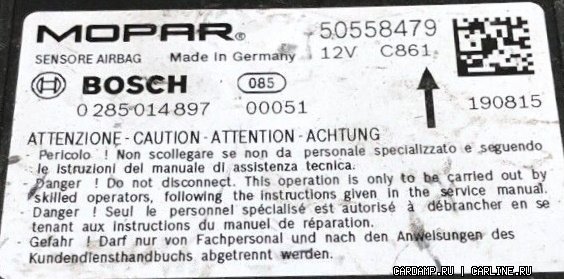 MOPAR® 50558479
SENSORE AIRBAG Made In Germany 12V C861
BOSCH 085
0 285 014 897 00051 190815
ATTENZIONE - CAUTION - ATTENTION - ACHTUNG
- Pericolo ! Non scollegare se non da personale specializzato e seguendo
le istruzioni del manuale di assistenza tecnica.
- Danger ! Do not disconnect. This operation is only to be carried out by
skilled operators, following the instructions given in the service manual.
- Danger ! Seul le personnel spécialisé est autorisé à débrancher en se
tenant aux instructions du manuel de réparation.
- Gefahr ! Darf nur von Fachpersonal und nach den Anweisungen des
Kundendiensthandbuchs abgetrennt werden.
CARDAMP.RU | CARLINE.RU